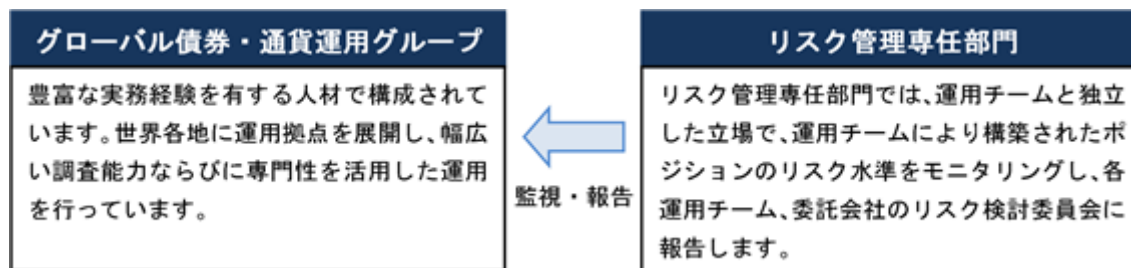 グローバル債券・通貨運用グループ
豊富な実務経験を有する人材で構成されて
います。世界各地に運用拠点を展開し、幅広
い調査能力ならびに専門性を活用した運用
を行っています。
監視・報告
リスク管理専任部門
リスク管理専任部門では、運用チームと独立
した立場で、運用チームにより構築されたポ
ジションのリスク水準をモニタリングし、各
運用チーム、委託会社のリスク検討委員会に
報告します。